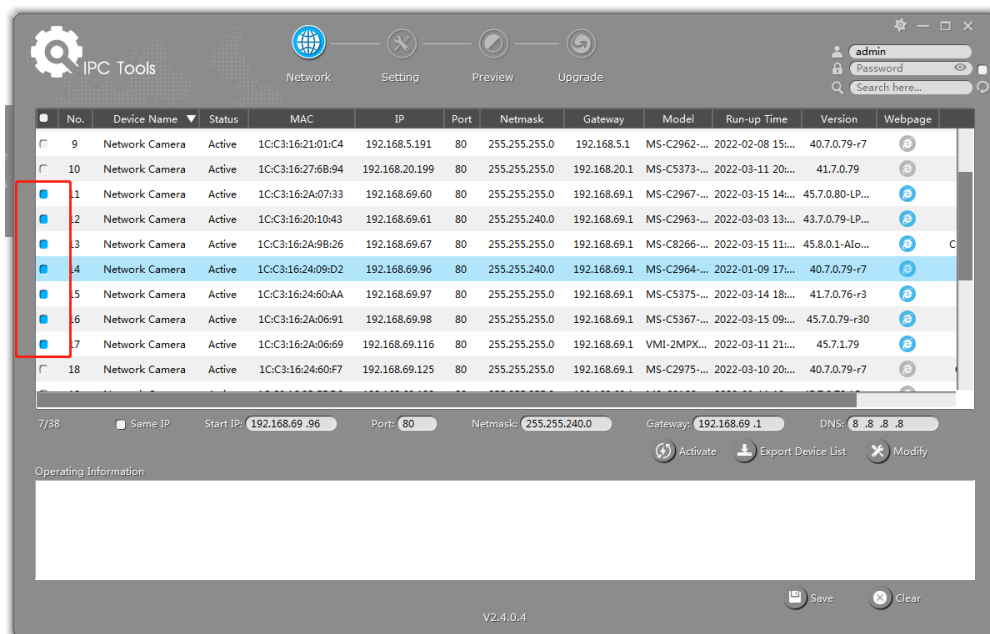 IPC Tools
Network Setting Preview Upgrade
admin
Password
Search here...
No. Device Name ▼ Status MAC IP Port Netmask Gateway Model Run-up Time Version Webpage
9 Network Camera Active 1C:C3:16:21:01:C4 192.168.5.191 80 255.255.255.0 192.168.5.1 MS-C2962-... 2022-02-08 15:... 40.7.0.79-r7
10 Network Camera Active 1C:C3:16:27:6B:94 192.168.20.199 80 255.255.255.0 192.168.20.1 MS-C5373-... 2022-03-11 20:... 41.7.0.79
11 Network Camera Active 1C:C3:16:2A:07:33 192.168.69.60 80 255.255.255.0 192.168.69.1 MS-C2967-... 2022-03-15 14:... 45.7.0.80-LP...
12 Network Camera Active 1C:C3:16:20:10:43 192.168.69.61 80 255.255.240.0 192.168.69.1 MS-C2963-... 2022-03-03 13:... 43.7.0.79-LP...
13 Network Camera Active 1C:C3:16:2A:9B:26 192.168.69.67 80 255.255.240.0 192.168.69.1 MS-C8266-... 2022-03-15 11:... 45.8.0.1-AIo... C
14 Network Camera Active 1C:C3:16:24:09:D2 192.168.69.96 80 255.255.240.0 192.168.69.1 MS-C2964-... 2022-01-09 17:... 40.7.0.79-r7
15 Network Camera Active 1C:C3:16:24:60:AA 192.168.69.97 80 255.255.255.0 192.168.69.1 MS-C5375-... 2022-03-14 18:... 41.7.0.76-r3
16 Network Camera Active 1C:C3:16:2A:06:91 192.168.69.98 80 255.255.255.0 192.168.69.1 MS-C5367-... 2022-03-15 09:... 45.7.0.79-r30
17 Network Camera Active 1C:C3:16:2A:06:69 192.168.69.116 80 255.255.255.0 192.168.69.1 VMI-2MPX... 2022-03-11 21:... 45.7.1.79
18 Network Camera Active 1C:C3:16:24:60:F7 192.168.69.125 80 255.255.255.0 192.168.69.1 MS-C2975-... 2022-03-10 20:... 40.7.0.79-r7
7/38 Same IP Start IP: 192.168.69 .96 Port: 80 Netmask: 255.255.240.0 Gateway: 192.168.69 .1 DNS: 8 .8 .8 .8
Activate Export Device List Modify
Operating Information
Save Clear
V2.4.0.4